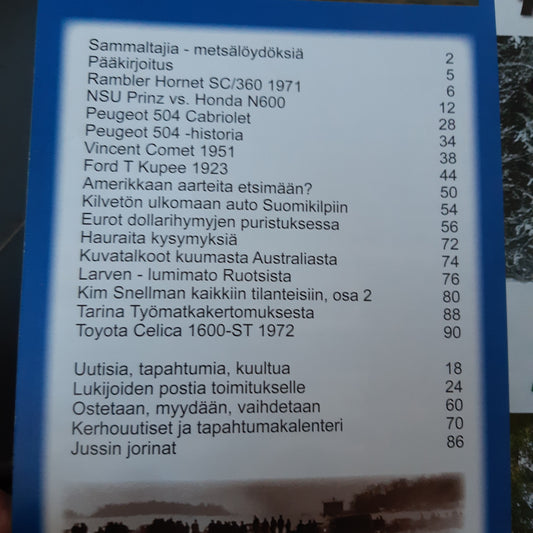 Sammaltajia - metsälöydöksiä 2
Pääkirjoitus 5
Rambler Hornet SC/360 1971 6
NSU Prinz vs. Honda N600 12
Peugeot 504 Cabriolet 28
Peugeot 504 -historia 34
Vincent Comet 1951 38
Ford T Kupee 1923 44
Amerikkaan aarteita etsimään? 50
Kilvetön ulkomaan auto Suomikilpiin 54
Eurot dollarihymyjen puristuksessa 56
Hauraita kysymyksiä 72
Kuvatalkoot kuumasta Australiasta 74
Larven - lumimato Ruotsista 76
Kim Snellman kaikkiin tilanteisiin, osa 2 80
Tarina Työmatkakertomuksesta 88
Toyota Celica 1600-ST 1972 90
Uutisia, tapahtumia, kuultua 18
Lukijoiden postia toimitukselle 24
Ostetaan, myydään, vaihdetaan 60
Kerhouutiset ja tapahtumakalenteri 70
Jussin jorinat 86